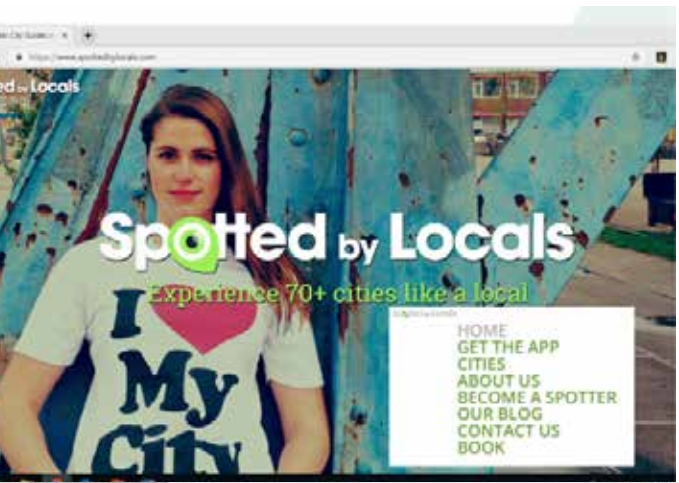 https://www.spottedbylocals.com
by Locals
Spotted by Locals
Experience 70+ cities like a local
I
My
City
HOME
GET THE APP
CITIES
ABOUT US
BECOME A SPOTTER
OUR BLOG
CONTACT US
BOOK